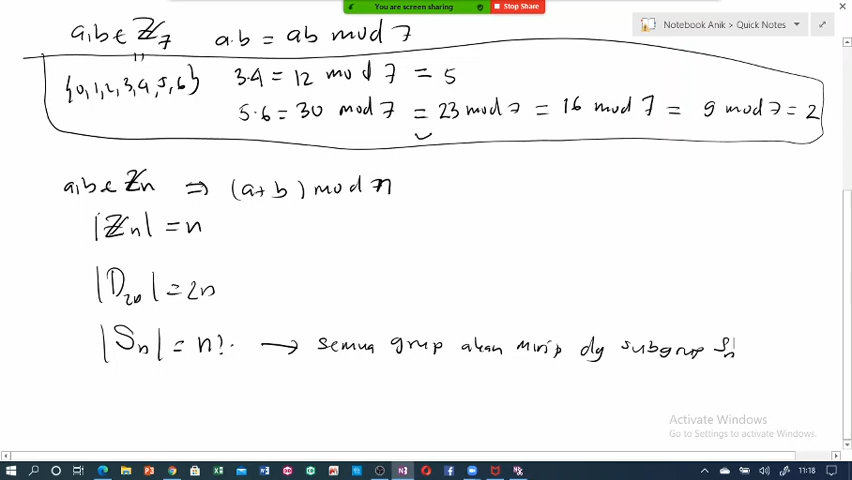 You are screen sharing Stop Share
Notebook Anik > Quick Notes
a,b ∈ ℤ7 a·b = ab mod 7
{0,1,2,3,4,5,6} 3·4 = 12 mod 7 = 5
5·6 = 30 mod 7 = 23 mod 7 = 16 mod 7 = 9 mod 7 = 2
a,b ∈ ℤn ⇒ (a+b) mod n
|ℤn| = n
|D2n| = 2n
|Sn| = n! → semua grup akan mirip dg subgrup Sn
Activate Windows
Go to Settings to activate Windows.
11:18